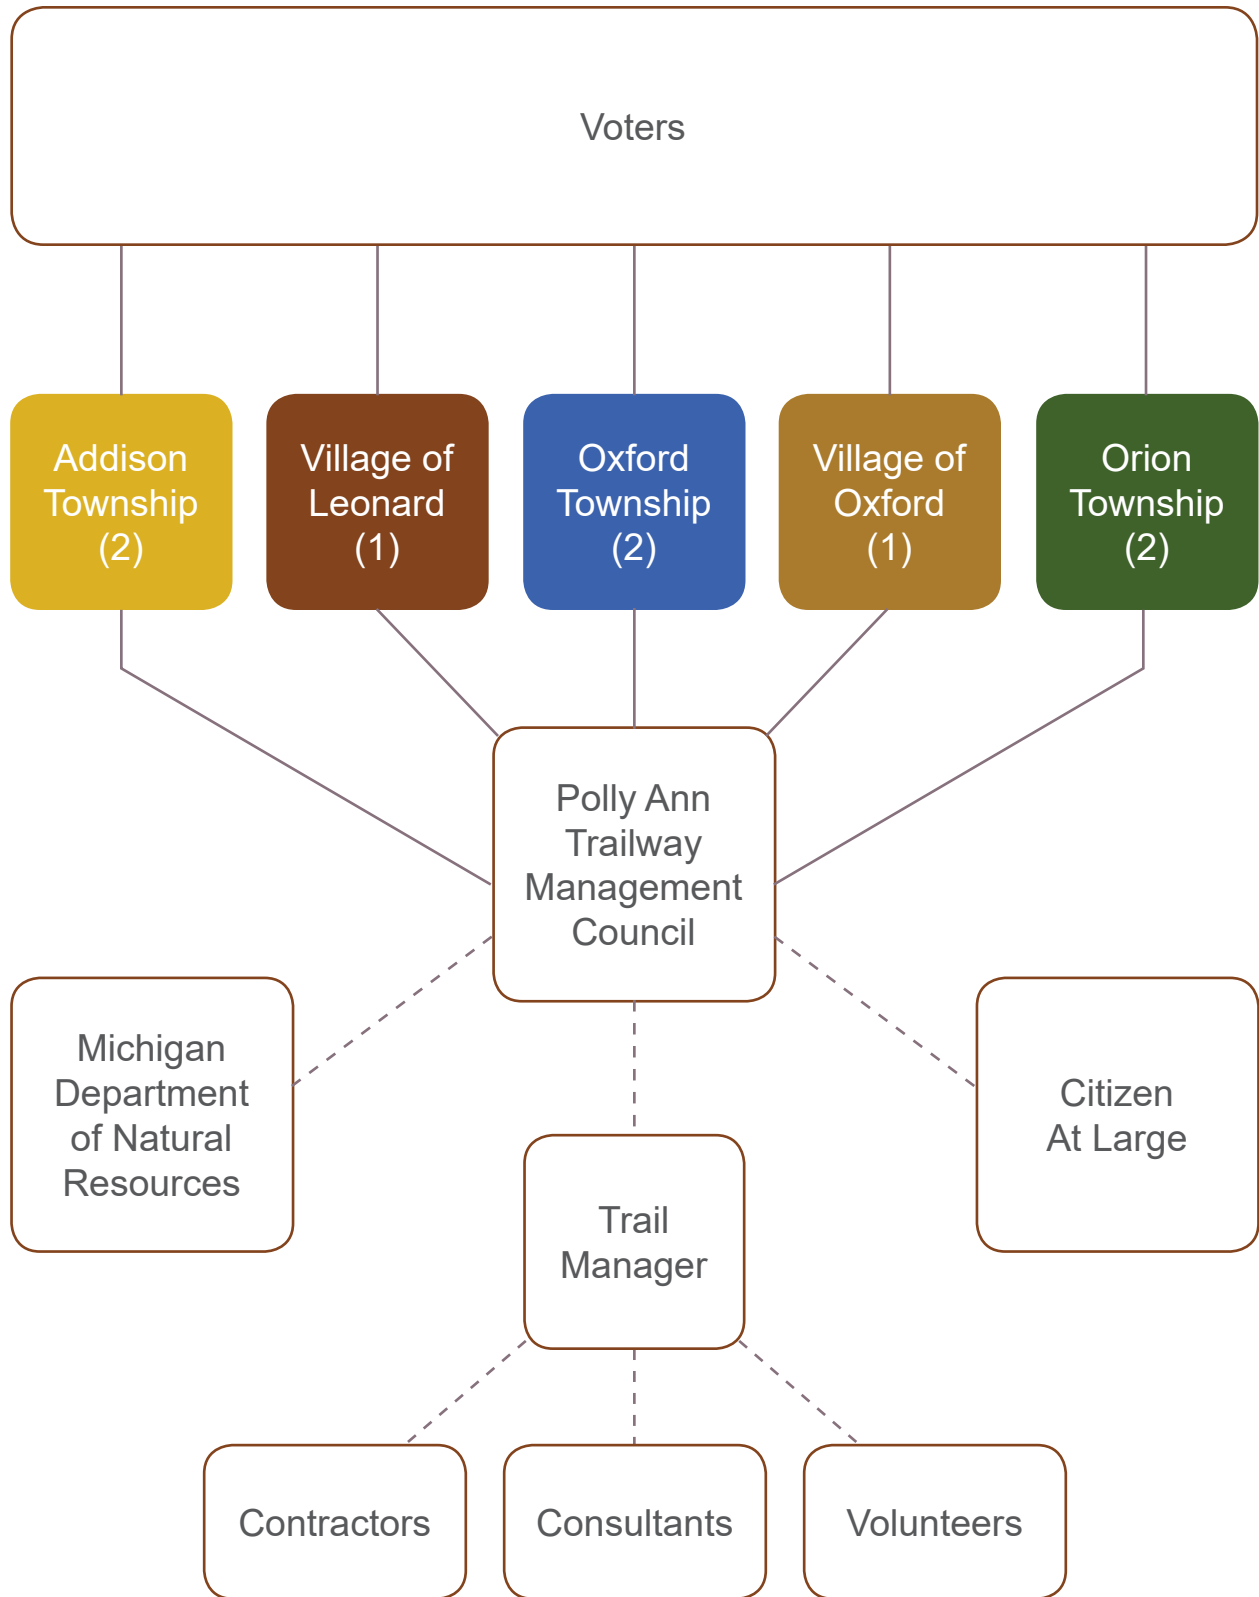 Voters
Addison
Township
(2)
Village of
Leonard
(1)
Oxford
Township
(2)
Village of
Oxford
(1)
Orion
Township
(2)
Polly Ann
Trailway
Management
Council
Michigan
Department
of Natural
Resources
Citizen
At Large
Trail
Manager
Contractors
Consultants
Volunteers